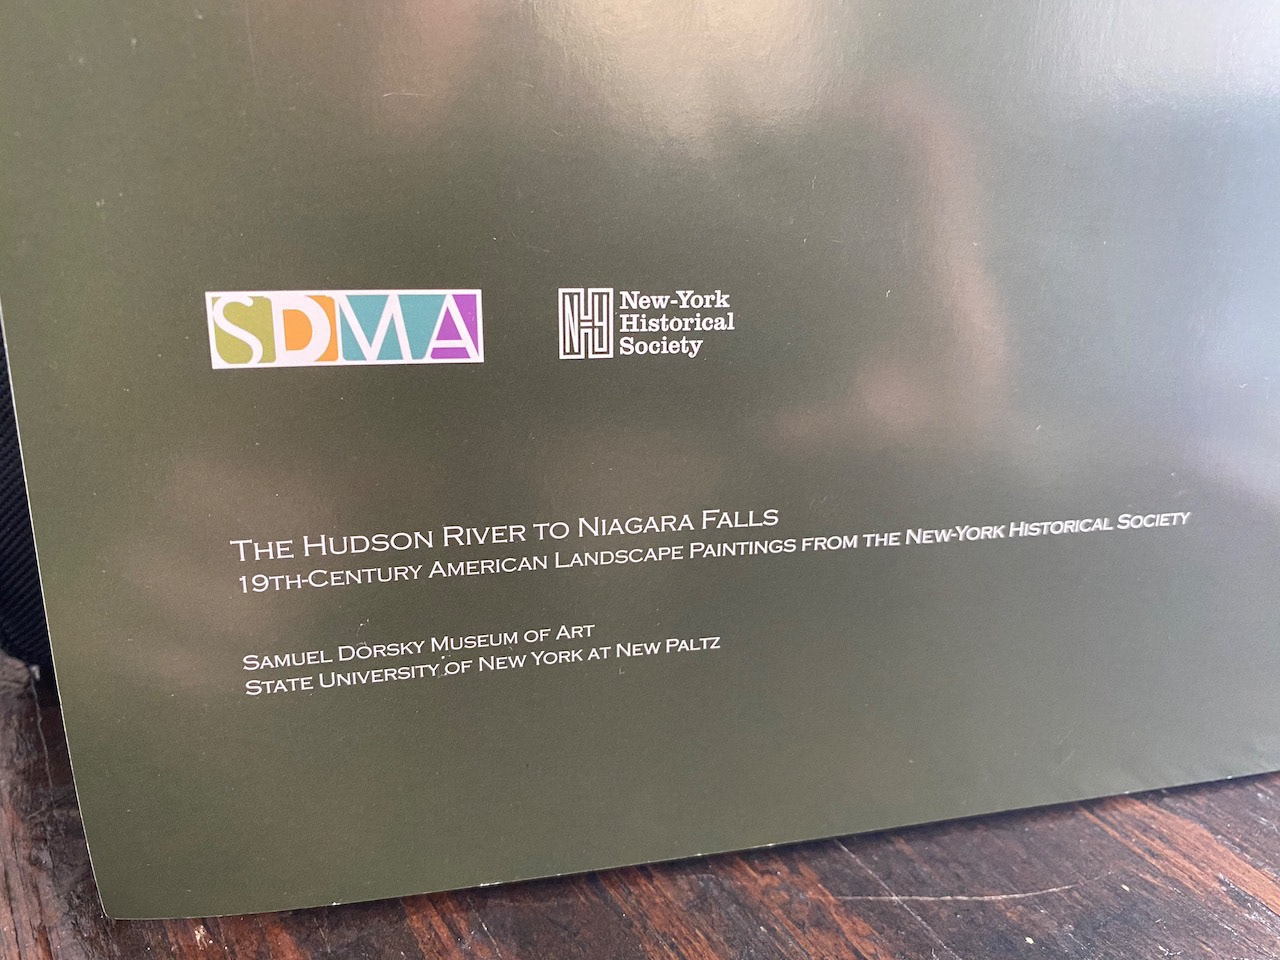 SDMA
NHY New-York
Historical
Society
THE HUDSON RIVER TO NIAGARA FALLS
19TH-CENTURY AMERICAN LANDSCAPE PAINTINGS FROM THE NEW-YORK HISTORICAL SOCIETY
SAMUEL DORSKY MUSEUM OF ART
STATE UNIVERSITY OF NEW YORK AT NEW PALTZ